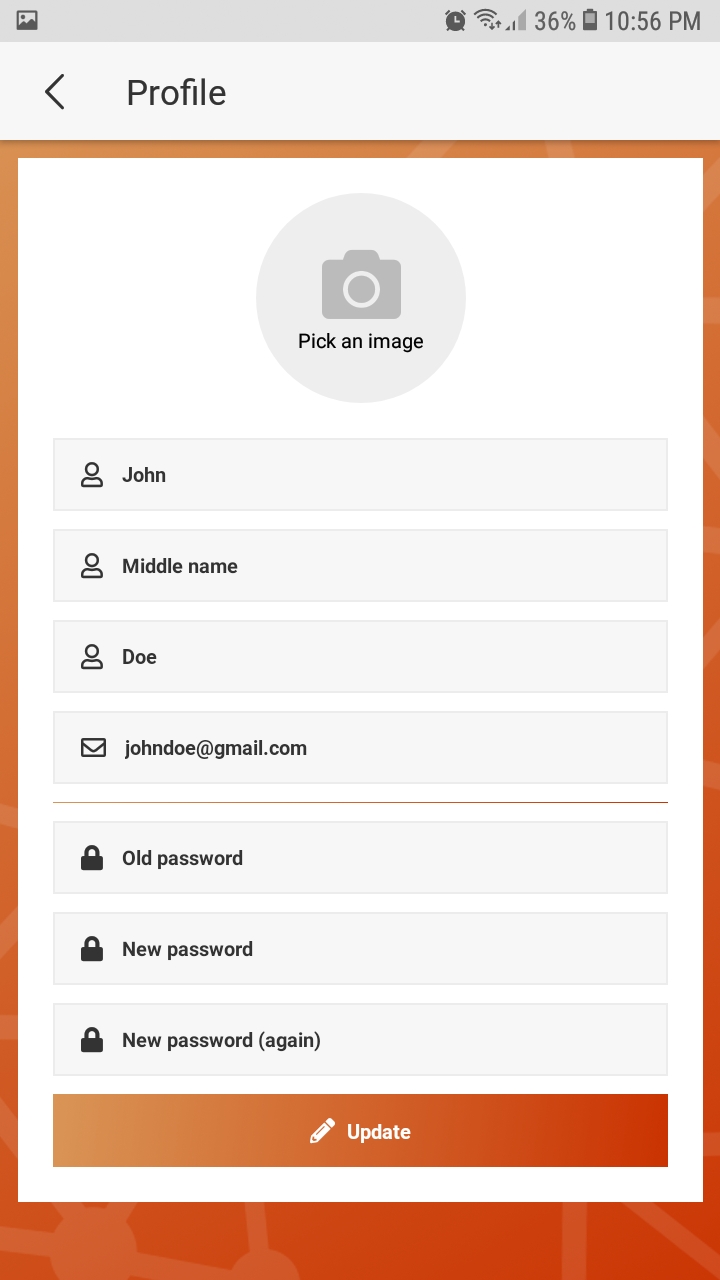 36% 10:56 PM
Profile
Pick an image
John
Middle name
Doe
johndoe@gmail.com
Old password
New password
New password (again)
Update